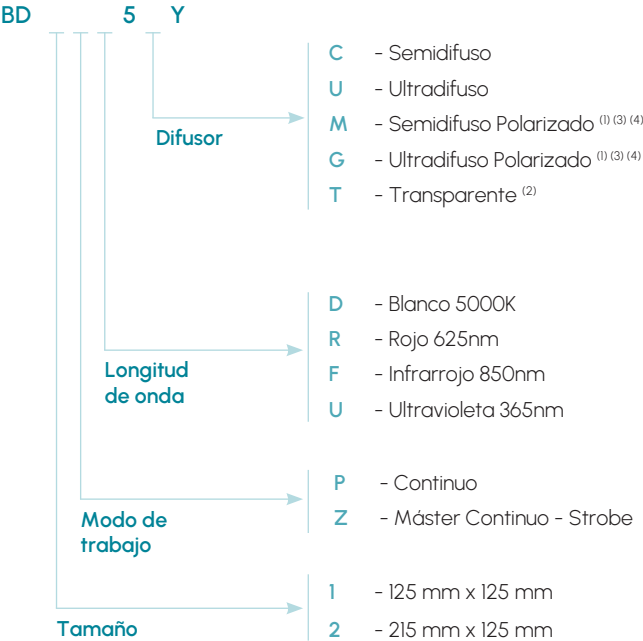 BD 5 Y
C - Semidifuso
U - Ultradifuso
Difusor
M - Semidifuso Polarizado (1) (3) (4)
G - Ultradifuso Polarizado (1) (3) (4)
T - Transparente (2)
D - Blanco 5000K
R - Rojo 625nm
Longitud
de onda
F - Infrarrojo 850nm
U - Ultravioleta 365nm
P - Continuo
Modo de
trabajo
Z - Máster Continuo - Strobe
1 - 125 mm x 125 mm
Tamaño
2 - 215 mm x 125 mm